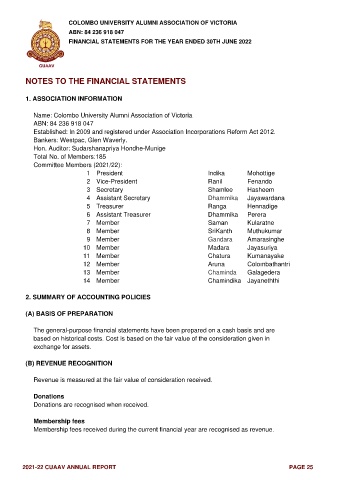 COLOMBO UNIVERSITY ALUMNI ASSOCIATION OF VICTORIA
ABN: 84 236 918 047
FINANCIAL STATEMENTS FOR THE YEAR ENDED 30TH JUNE 2022
CUAAV
NOTES TO THE FINANCIAL STATEMENTS
1. ASSOCIATION INFORMATION
Name: Colombo University Alumni Association of Victoria
ABN: 84 236 918 047
Established: In 2009 and registered under Association Incorporations Reform Act 2012.
Bankers: Westpac, Glen Waverly.
Hon. Auditor: Sudarshanapriya Hondhe-Munige
Total No. of Members:185
Committee Members (2021/22):
1 President Indika Mohottige
2 Vice-President Ranil Fenando
3 Secretary Shamlee Hasheem
4 Assistant Secretary Dhammika Jayawardana
5 Treasurer Ranga Hennadige
6 Assistant Treasurer Dhammika Perera
7 Member Saman Kularatne
8 Member SriKanth Muthukumar
9 Member Gandara Amarasinghe
10 Member Madara Jayasuriya
11 Member Chatura Kumanayake
12 Member Aruna Colombathantri
13 Member Chaminda Galagedera
14 Member Chamindika Jayaneththi
2. SUMMARY OF ACCOUNTING POLICIES
(A) BASIS OF PREPARATION
The general-purpose financial statements have been prepared on a cash basis and are
based on historical costs. Cost is based on the fair value of the consideration given in
exchange for assets.
(B) REVENUE RECOGNITION
Revenue is measured at the fair value of consideration received.
Donations
Donations are recognised when received.
Membership fees
Membership fees received during the current financial year are recognised as revenue.
2021-22 CUAAV ANNUAL REPORT PAGE 25